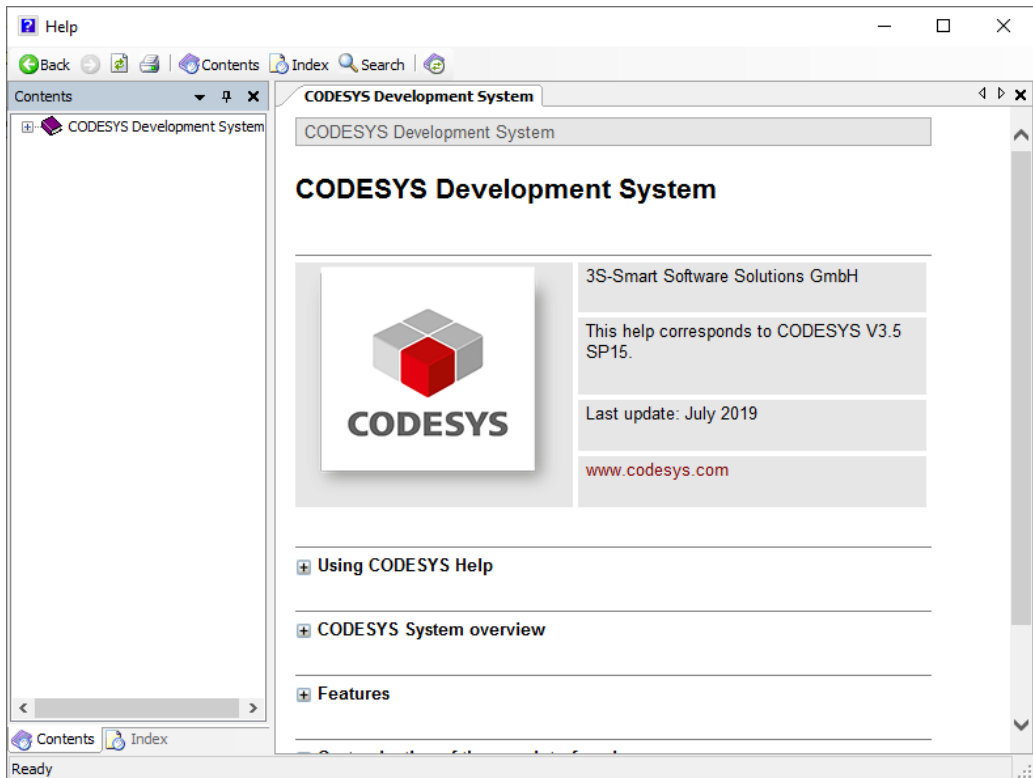 Help
Back
Contents
Index
Search
Contents
CODESYS Development System
CODESYS Development System
CODESYS Development System
CODESYS Development System
CODESYS
3S-Smart Software Solutions GmbH
This help corresponds to CODESYS V3.5
SP15.
Last update: July 2019
www.codesys.com
Using CODESYS Help
CODESYS System overview
Features
Contents
Index
Ready